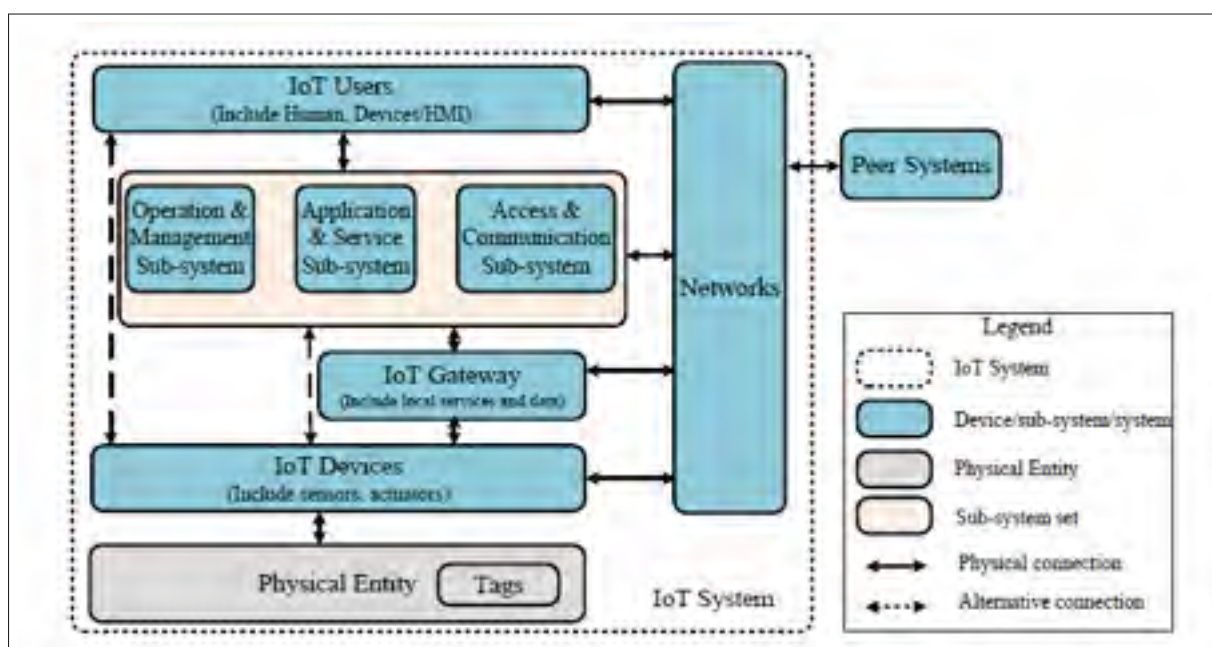 IoT Users
(Include Human, Devices/HMI)
Operation &
Management
Sub-system
Application
& Service
Sub-system
Access &
Communication
Sub-system
Networks
Peer Systems
IoT Gateway
(Include local services and data)
IoT Devices
(Include sensors, actuators)
Physical Entity
Tags
IoT System
Legend
IoT System
Device/sub-system/system
Physical Entity
Sub-system set
Physical connection
Alternative connection